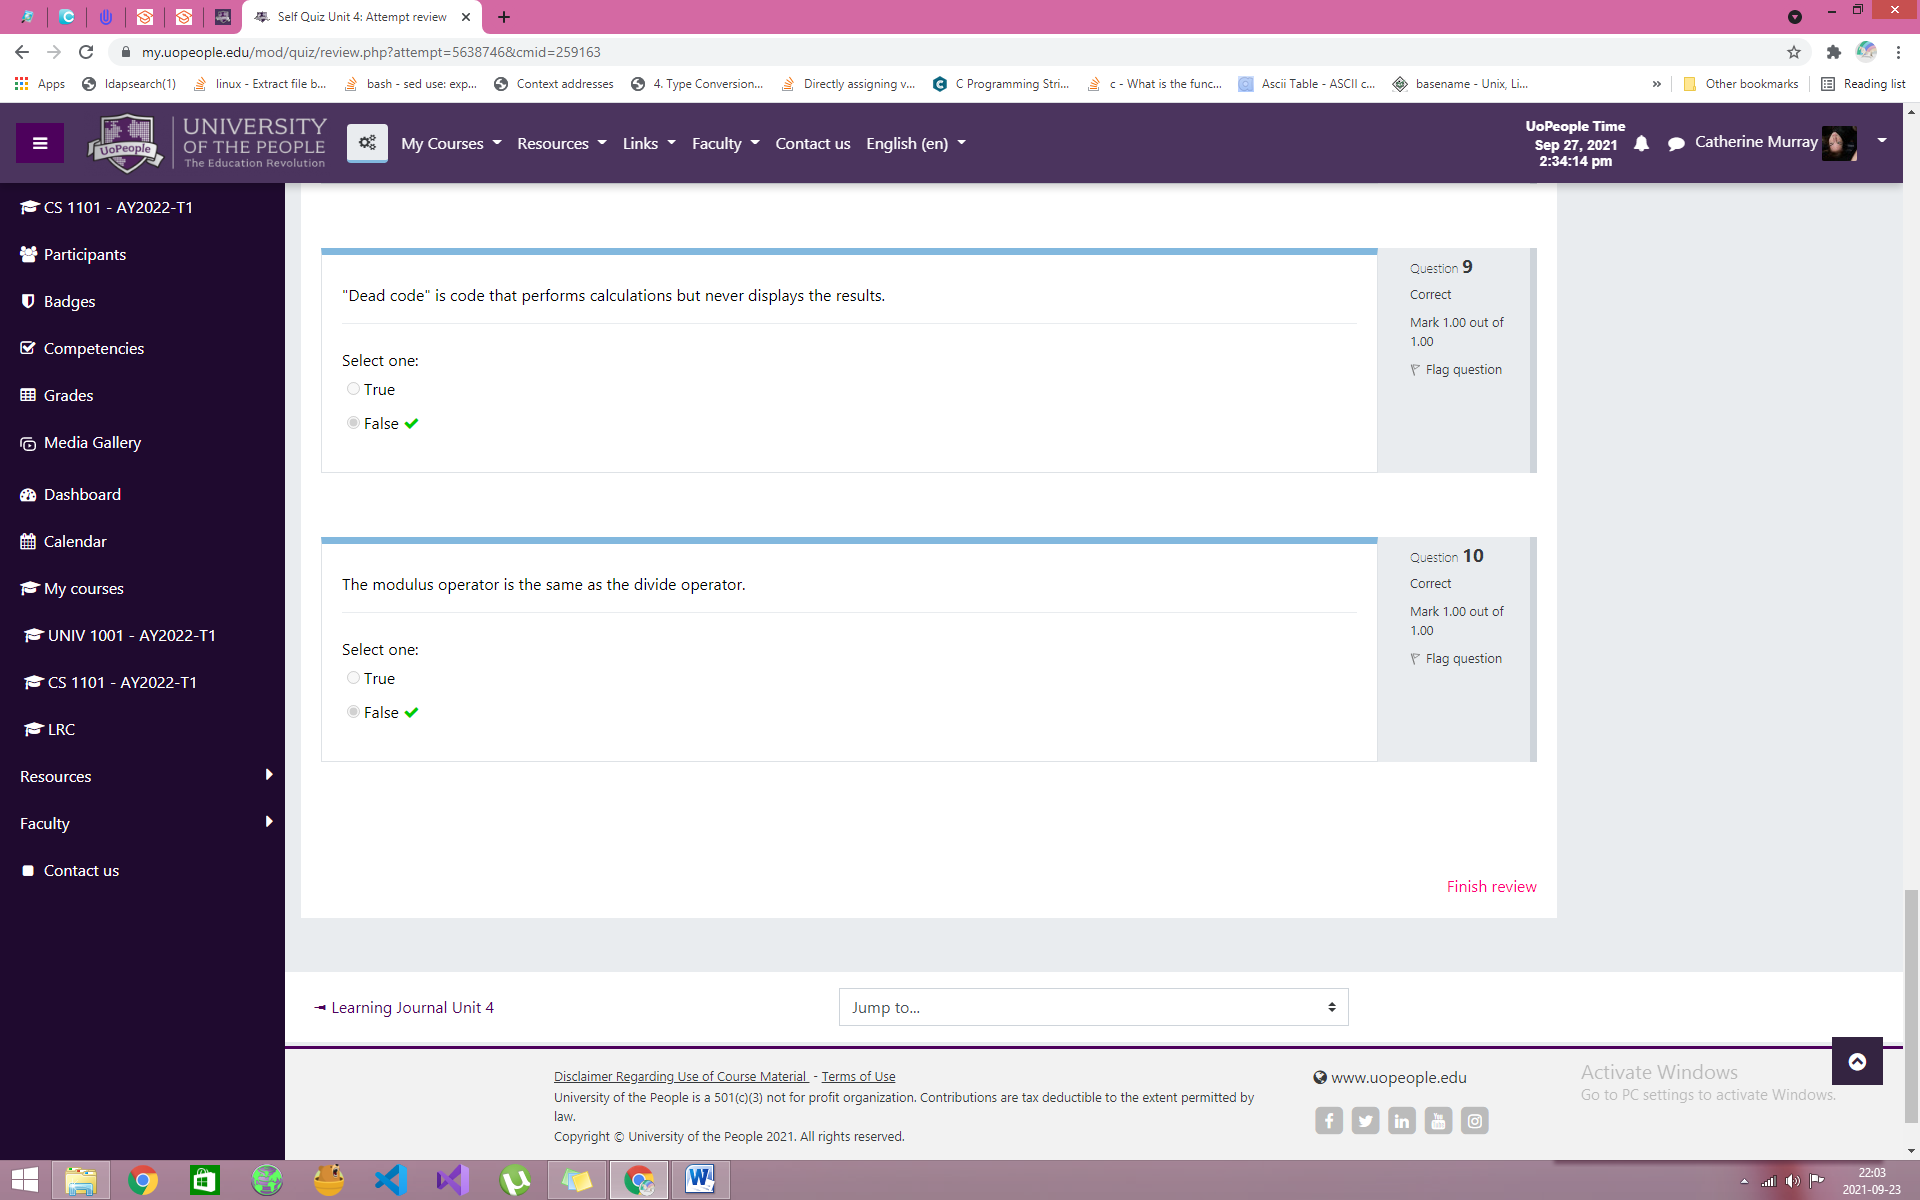 Self Quiz Unit 4: Attempt review
my.uopeople.edu/mod/quiz/review.php?attempt=5638746&cmid=259163
Apps
ldapsearch(1)
linux - Extract file b...
bash - sed use: exp...
Context addresses
4. Type Conversion...
Directly assigning v...
C Programming Stri...
c - What is the func...
Ascii Table - ASCII c...
basename - Unix, Li...
»
Other bookmarks
Reading list
UoPeople
UNIVERSITY
OF THE PEOPLE
The Education Revolution
My Courses
Resources
Links
Faculty
Contact us
English (en)
UoPeople Time
Sep 27, 2021
2:34:14 pm
Catherine Murray
CS 1101 - AY2022-T1
Participants
Badges
Competencies
Grades
Media Gallery
Dashboard
Calendar
My courses
UNIV 1001 - AY2022-T1
CS 1101 - AY2022-T1
LRC
Resources
Faculty
Contact us
"Dead code" is code that performs calculations but never displays the results.
Select one:
True
False
Question 9
Correct
Mark 1.00 out of
1.00
Flag question
The modulus operator is the same as the divide operator.
Select one:
True
False
Question 10
Correct
Mark 1.00 out of
1.00
Flag question
Finish review
◄ Learning Journal Unit 4
Jump to...
Disclaimer Regarding Use of Course Material - Terms of Use
University of the People is a 501(c)(3) not for profit organization. Contributions are tax deductible to the extent permitted by
law.
Copyright © University of the People 2021. All rights reserved.
www.uopeople.edu
Activate Windows
Go to PC settings to activate Windows.
22:03
2021-09-23